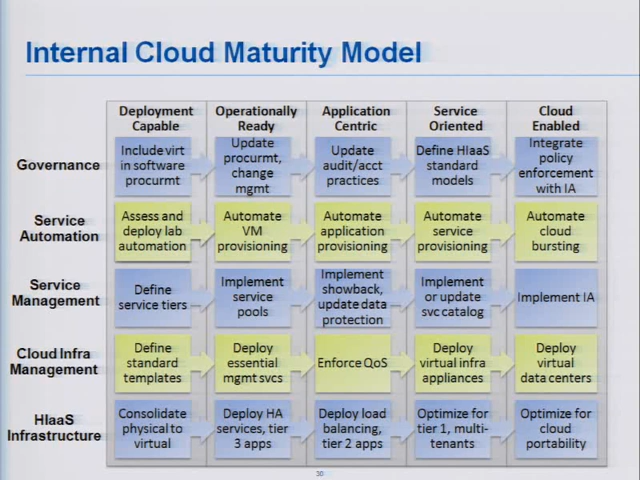 Internal Cloud Maturity Model
Deployment Capable
Operationally Ready
Application Centric
Service Oriented
Cloud Enabled
Governance
Include virt in software procurmt
Update procurmt, change mgmt
Update audit/acct practices
Define HIaaS standard models
Integrate policy enforcement with IA
Service Automation
Assess and deploy lab automation
Automate VM provisioning
Automate application provisioning
Automate service provisioning
Automate cloud bursting
Service Management
Define service tiers
Implement service pools
Implement showback, update data protection
Implement or update svc catalog
Implement IA
Cloud Infra Management
Define standard templates
Deploy essential mgmt svcs
Enforce QoS
Deploy virtual infra appliances
Deploy virtual data centers
HIaaS Infrastructure
Consolidate physical to virtual
Deploy HA services, tier 3 apps
Deploy load balancing, tier 2 apps
Optimize for tier 1, multi-tenants
Optimize for cloud portability
30